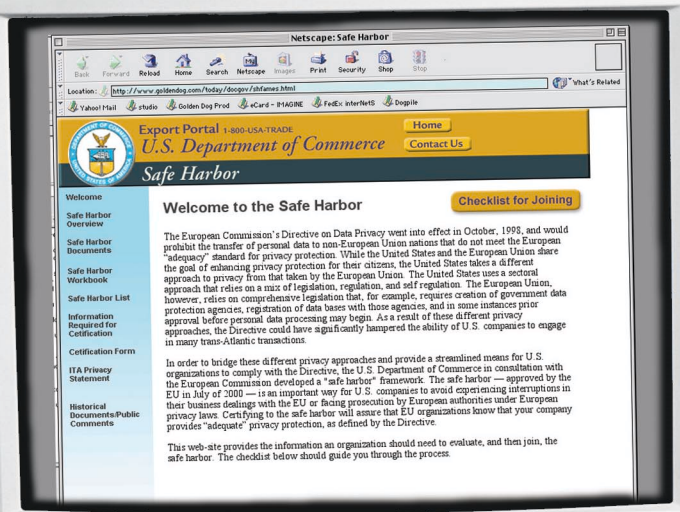 Netscape: Safe Harbor
Back Forward Reload Home Search Netscape Images Print Security Shop Stop
Location: http://www.goldendog.com/today/docgov/shfames.html What's Related
Yahoo! Mail studio Golden Dog Prod eCard - IMAGINE FedEx interNetS Dogpile
Export Portal 1-800-USA-TRADE
U.S. Department of Commerce
Home
Contact Us
Safe Harbor
DEPARTMENT OF COMMERCE
UNITED STATES OF AMERICA
Welcome
Safe Harbor
Overview
Safe Harbor
Documents
Safe Harbor
Workbook
Safe Harbor List
Information
Required for
Cetification
Cetification Form
ITA Privacy
Statement
Historical
Documents/Public
Comments
Welcome to the Safe Harbor
Checklist for Joining
The European Commission's Directive on Data Privacy went into effect in October, 1998, and would
prohibit the transfer of personal data to non-European Union nations that do not meet the European
"adequacy" standard for privacy protection. While the United States and the European Union share
the goal of enhancing privacy protection for their citizens, the United States takes a different
approach to privacy from that taken by the European Union. The United States uses a sectoral
approach that relies on a mix of legislation, regulation, and self regulation. The European Union,
however, relies on comprehensive legislation that, for example, requires creation of government data
protection agencies, registration of data bases with those agencies, and in some instances prior
approval before personal data processing may begin. As a result of these different privacy
approaches, the Directive could have significantly hampered the ability of U.S. companies to engage
in many trans-Atlantic transactions.
In order to bridge these different privacy approaches and provide a streamlined means for U.S.
organizations to comply with the Directive, the U.S. Department of Commerce in consultation with
the European Commission developed a "safe harbor" framework. The safe harbor — approved by the
EU in July of 2000 — is an important way for U.S. companies to avoid experiencing interruptions in
their business dealings with the EU or facing prosecution by European authorities under European
privacy laws. Certifying to the safe harbor will assure that EU organizations know that your company
provides "adequate" privacy protection, as defined by the Directive.
This web-site provides the information an organization should need to evaluate, and then join, the
safe harbor. The checklist below should guide you through the process.